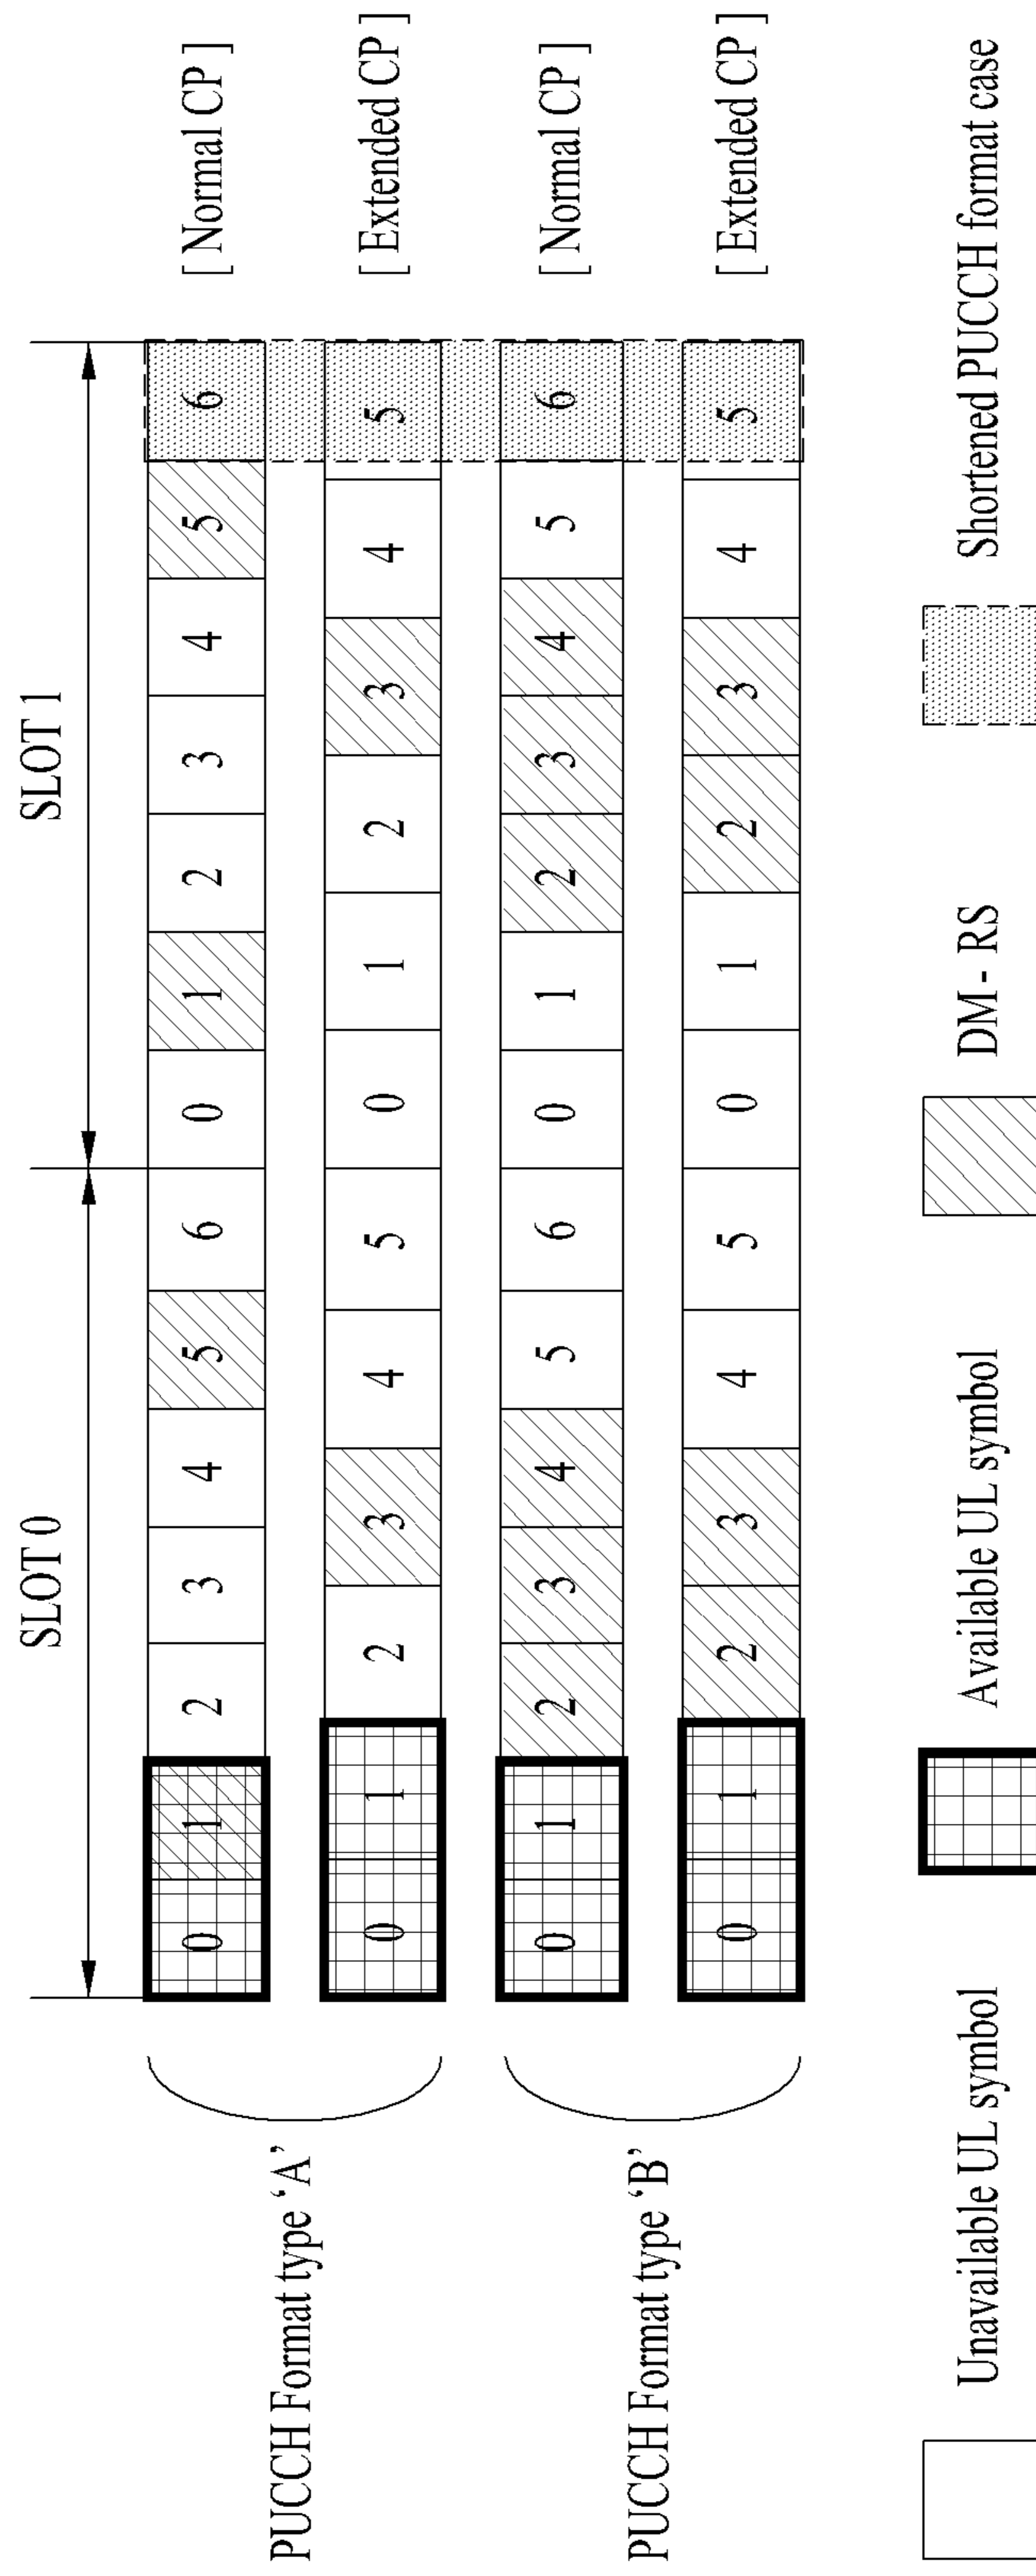 SLOT 0 SLOT 1
PUCCH Format type ‘A’
0 1 2 3 4 5 6 0 1 2 3 4 5 6 [ Normal CP ]
0 1 2 3 4 5 0 1 2 3 4 5 [ Extended CP ]
PUCCH Format type ‘B’
0 1 2 3 4 5 6 0 1 2 3 4 5 6 [ Normal CP ]
0 1 2 3 4 5 0 1 2 3 4 5 [ Extended CP ]
Unavailable UL symbol Available UL symbol DM - RS Shortened PUCCH format case